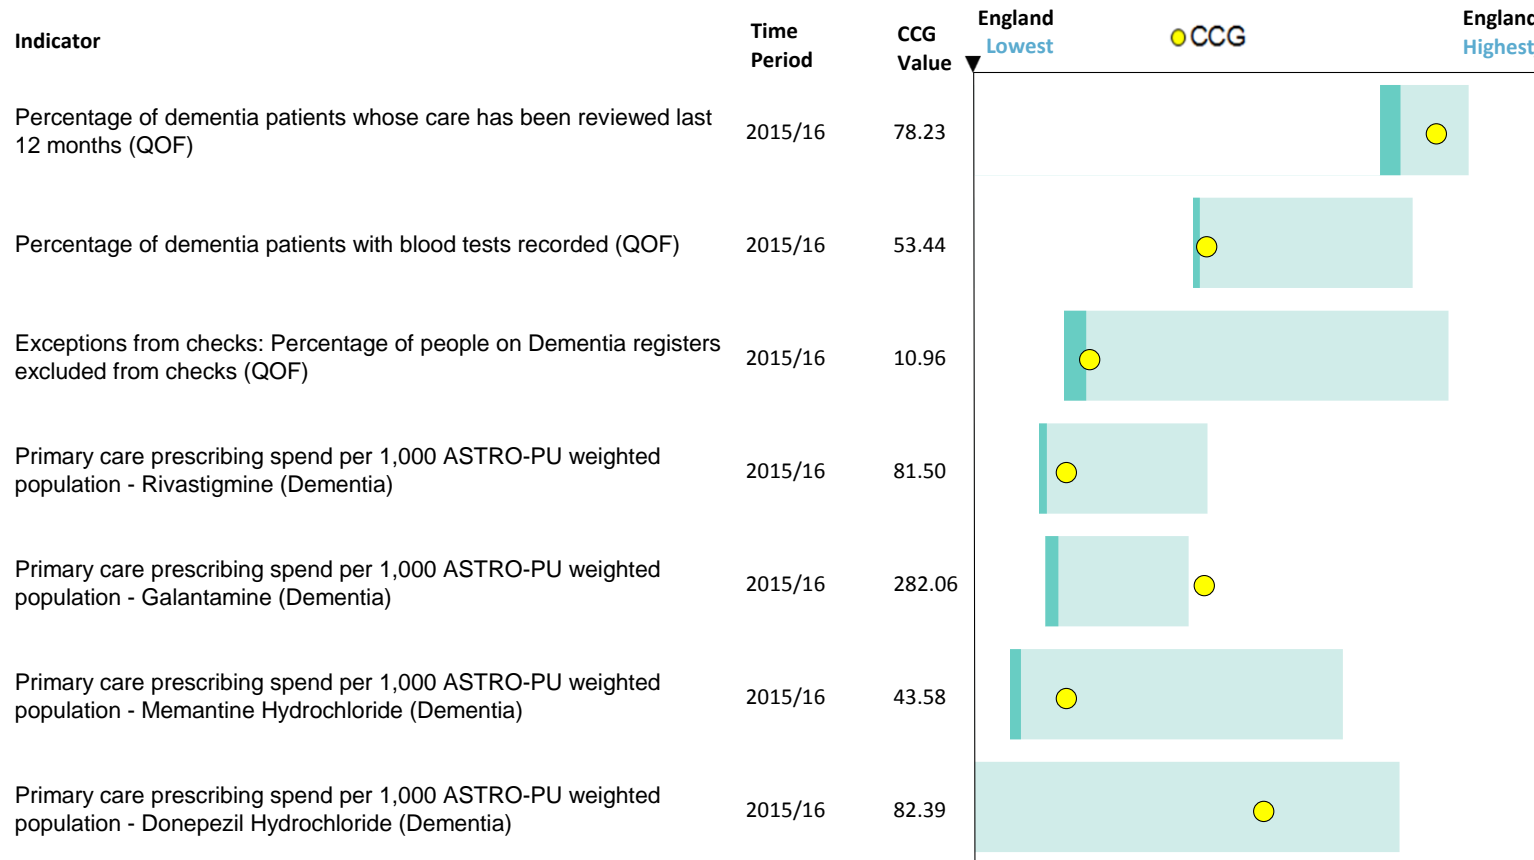 Indicator
Time
Period
CCG
Value
England
Lowest
CCG
England
Highest
Percentage of dementia patients whose care has been reviewed last
12 months (QOF)
2015/16
78.23
Percentage of dementia patients with blood tests recorded (QOF)
2015/16
53.44
Exceptions from checks: Percentage of people on Dementia registers
excluded from checks (QOF)
2015/16
10.96
Primary care prescribing spend per 1,000 ASTRO-PU weighted
population - Rivastigmine (Dementia)
2015/16
81.50
Primary care prescribing spend per 1,000 ASTRO-PU weighted
population - Galantamine (Dementia)
2015/16
282.06
Primary care prescribing spend per 1,000 ASTRO-PU weighted
population - Memantine Hydrochloride (Dementia)
2015/16
43.58
Primary care prescribing spend per 1,000 ASTRO-PU weighted
population - Donepezil Hydrochloride (Dementia)
2015/16
82.39